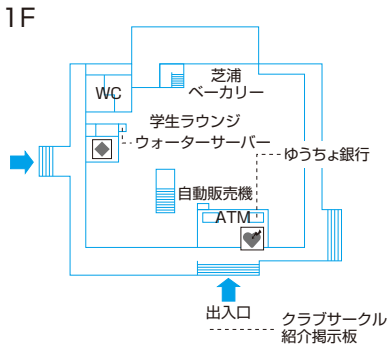 1F
芝浦
ベーカリー
WC
学生ラウンジ
ウォーターサーバー
ゆうちょ銀行
自動販売機
ATM
出入口
クラブサークル
紹介掲示板